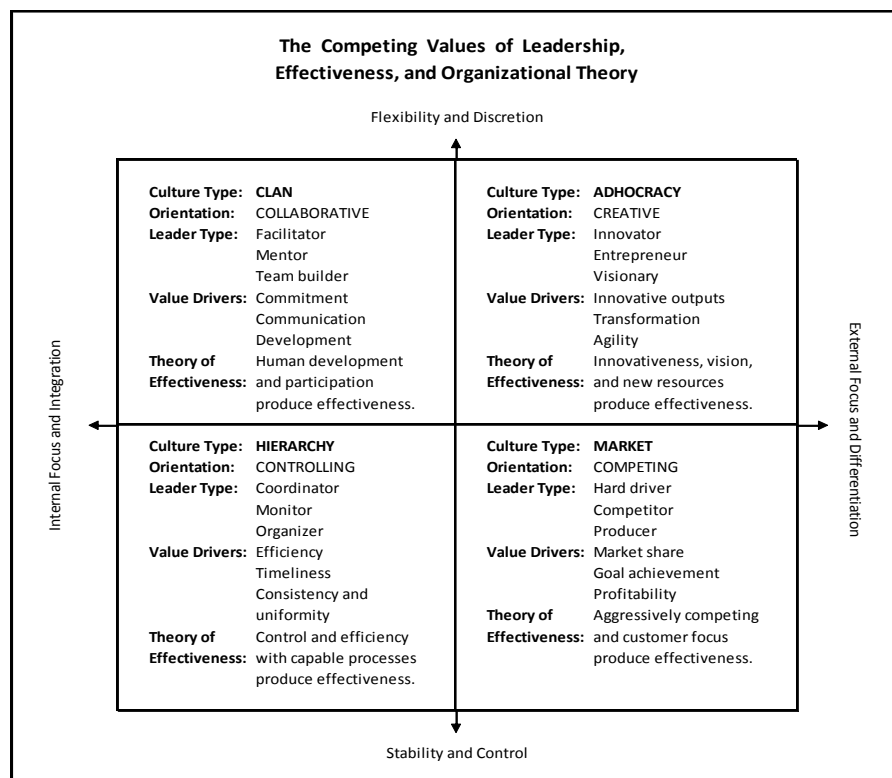 The Competing Values of Leadership,
Effectiveness, and Organizational Theory
Flexibility and Discretion
Culture Type: CLAN
Orientation: COLLABORATIVE
Leader Type: Facilitator
Mentor
Team builder
Value Drivers: Commitment
Communication
Development
Theory of Human development
Effectiveness: and participation
produce effectiveness.
Culture Type: ADHOCRACY
Orientation: CREATIVE
Leader Type: Innovator
Entrepreneur
Visionary
Value Drivers: Innovative outputs
Transformation
Agility
Theory of Innovativeness, vision,
Effectiveness: and new resources
produce effectiveness.
Internal Focus and Integration
External Focus and Differentiation
Culture Type: HIERARCHY
Orientation: CONTROLLING
Leader Type: Coordinator
Monitor
Organizer
Value Drivers: Efficiency
Timeliness
Consistency and
uniformity
Theory of Control and efficiency
Effectiveness: with capable processes
produce effectiveness.
Culture Type: MARKET
Orientation: COMPETING
Leader Type: Hard driver
Competitor
Producer
Value Drivers: Market share
Goal achievement
Profitability
Theory of Aggressively competing
Effectiveness: and customer focus
produce effectiveness.
Stability and Control